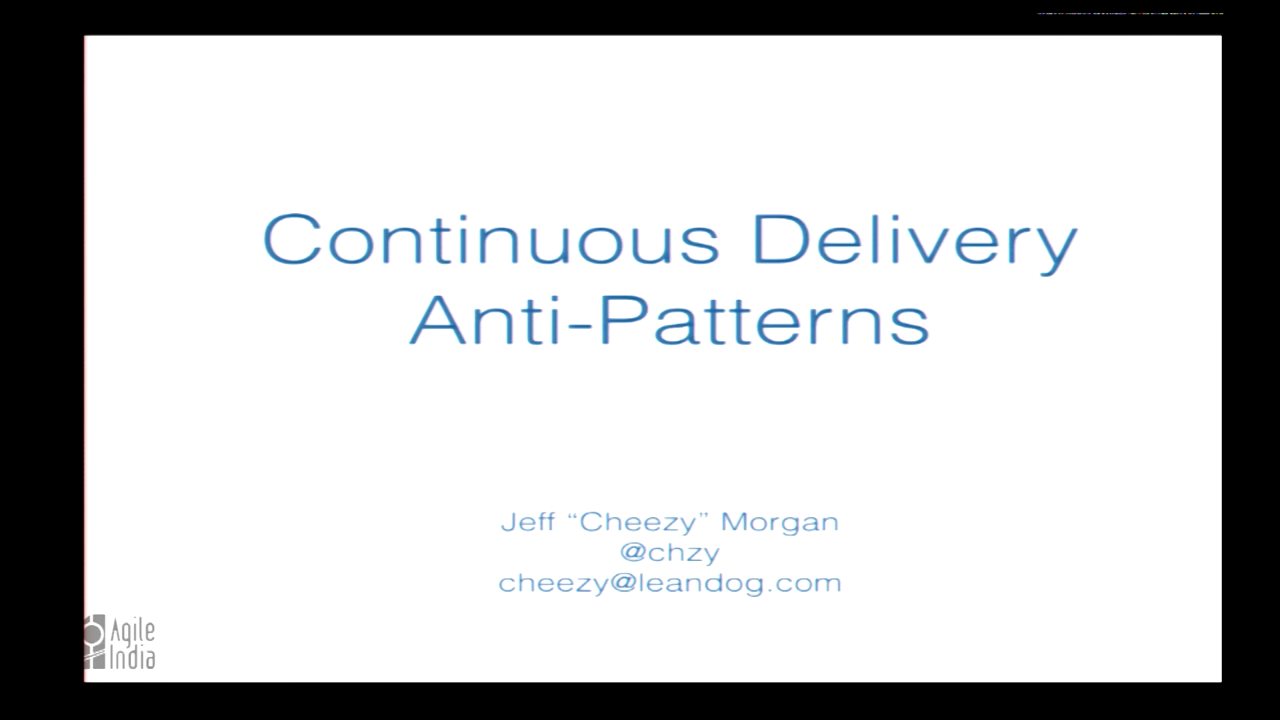 Continuous Delivery
Anti-Patterns
Jeff “Cheezy” Morgan
@chzy
cheezy@leandog.com
Agile
India